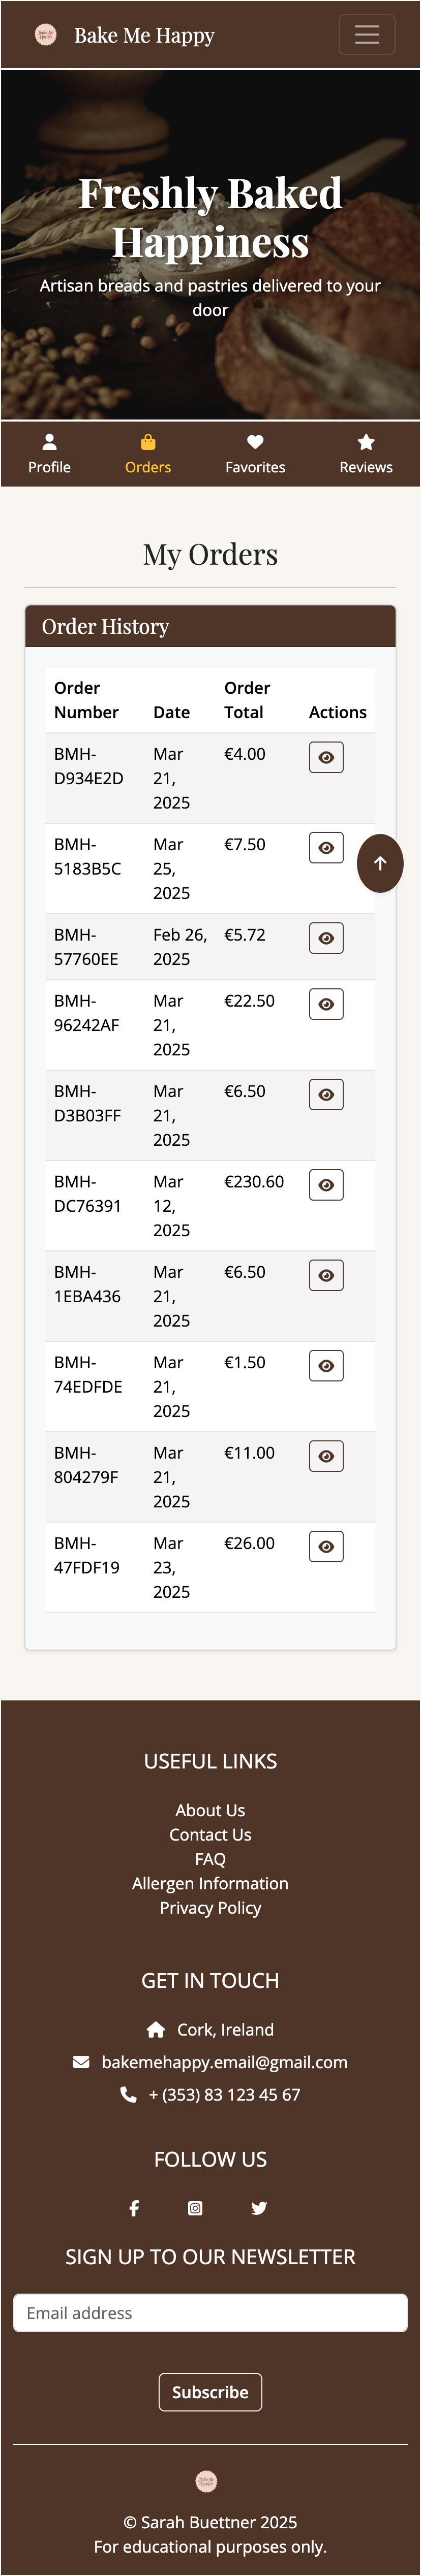 Bake Me Happy
Freshly Baked
Happiness
Artisan breads and pastries delivered to your
door
Profile Orders Favorites Reviews
My Orders
Order History
Order Number Date Order Total Actions
BMH-D934E2D Mar 21, 2025 €4.00
BMH-5183B5C Mar 25, 2025 €7.50
BMH-57760EE Feb 26, 2025 €5.72
BMH-96242AF Mar 21, 2025 €22.50
BMH-D3B03FF Mar 21, 2025 €6.50
BMH-DC76391 Mar 12, 2025 €230.60
BMH-1EBA436 Mar 21, 2025 €6.50
BMH-74EDFDE Mar 21, 2025 €1.50
BMH-804279F Mar 21, 2025 €11.00
BMH-47FDF19 Mar 23, 2025 €26.00
USEFUL LINKS
About Us
Contact Us
FAQ
Allergen Information
Privacy Policy
GET IN TOUCH
Cork, Ireland
bakemehappy.email@gmail.com
+ (353) 83 123 45 67
FOLLOW US
SIGN UP TO OUR NEWSLETTER
Email address
Subscribe
© Sarah Buettner 2025
For educational purposes only.